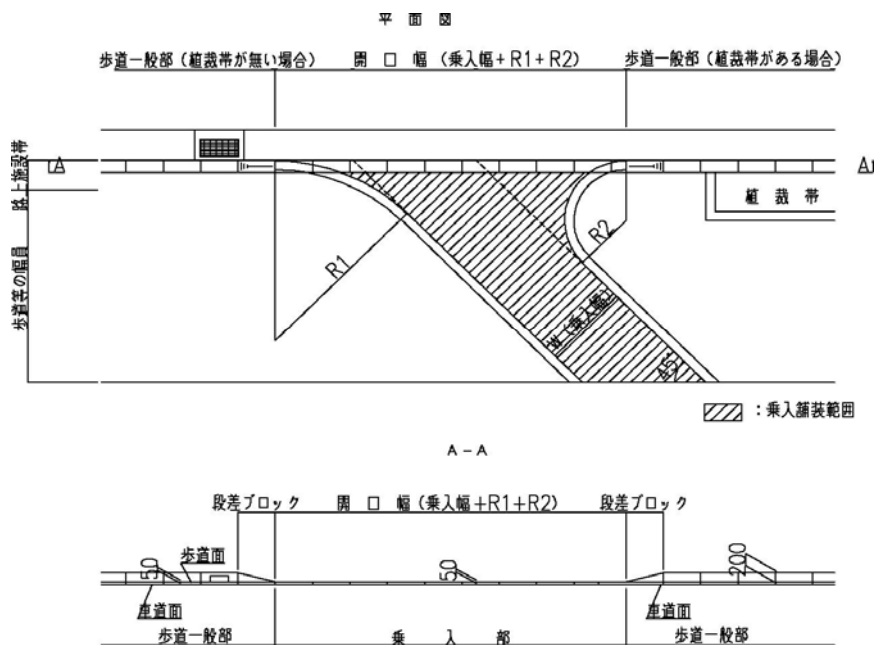 平面図
歩道一般部(植裁帯が無い場合)
開口幅(乗入幅+R1+R2)
歩道一般部(植裁帯がある場合)
路上施設帯
A
A1
植裁帯
歩道等の幅員
R1
R2
W(乗入幅)
45°
:乗入舗装範囲
A-A
段差ブロック
開口幅(乗入幅+R1+R2)
段差ブロック
50
歩道面
50
200
車道面
車道面
歩道一般部
乗入部
歩道一般部